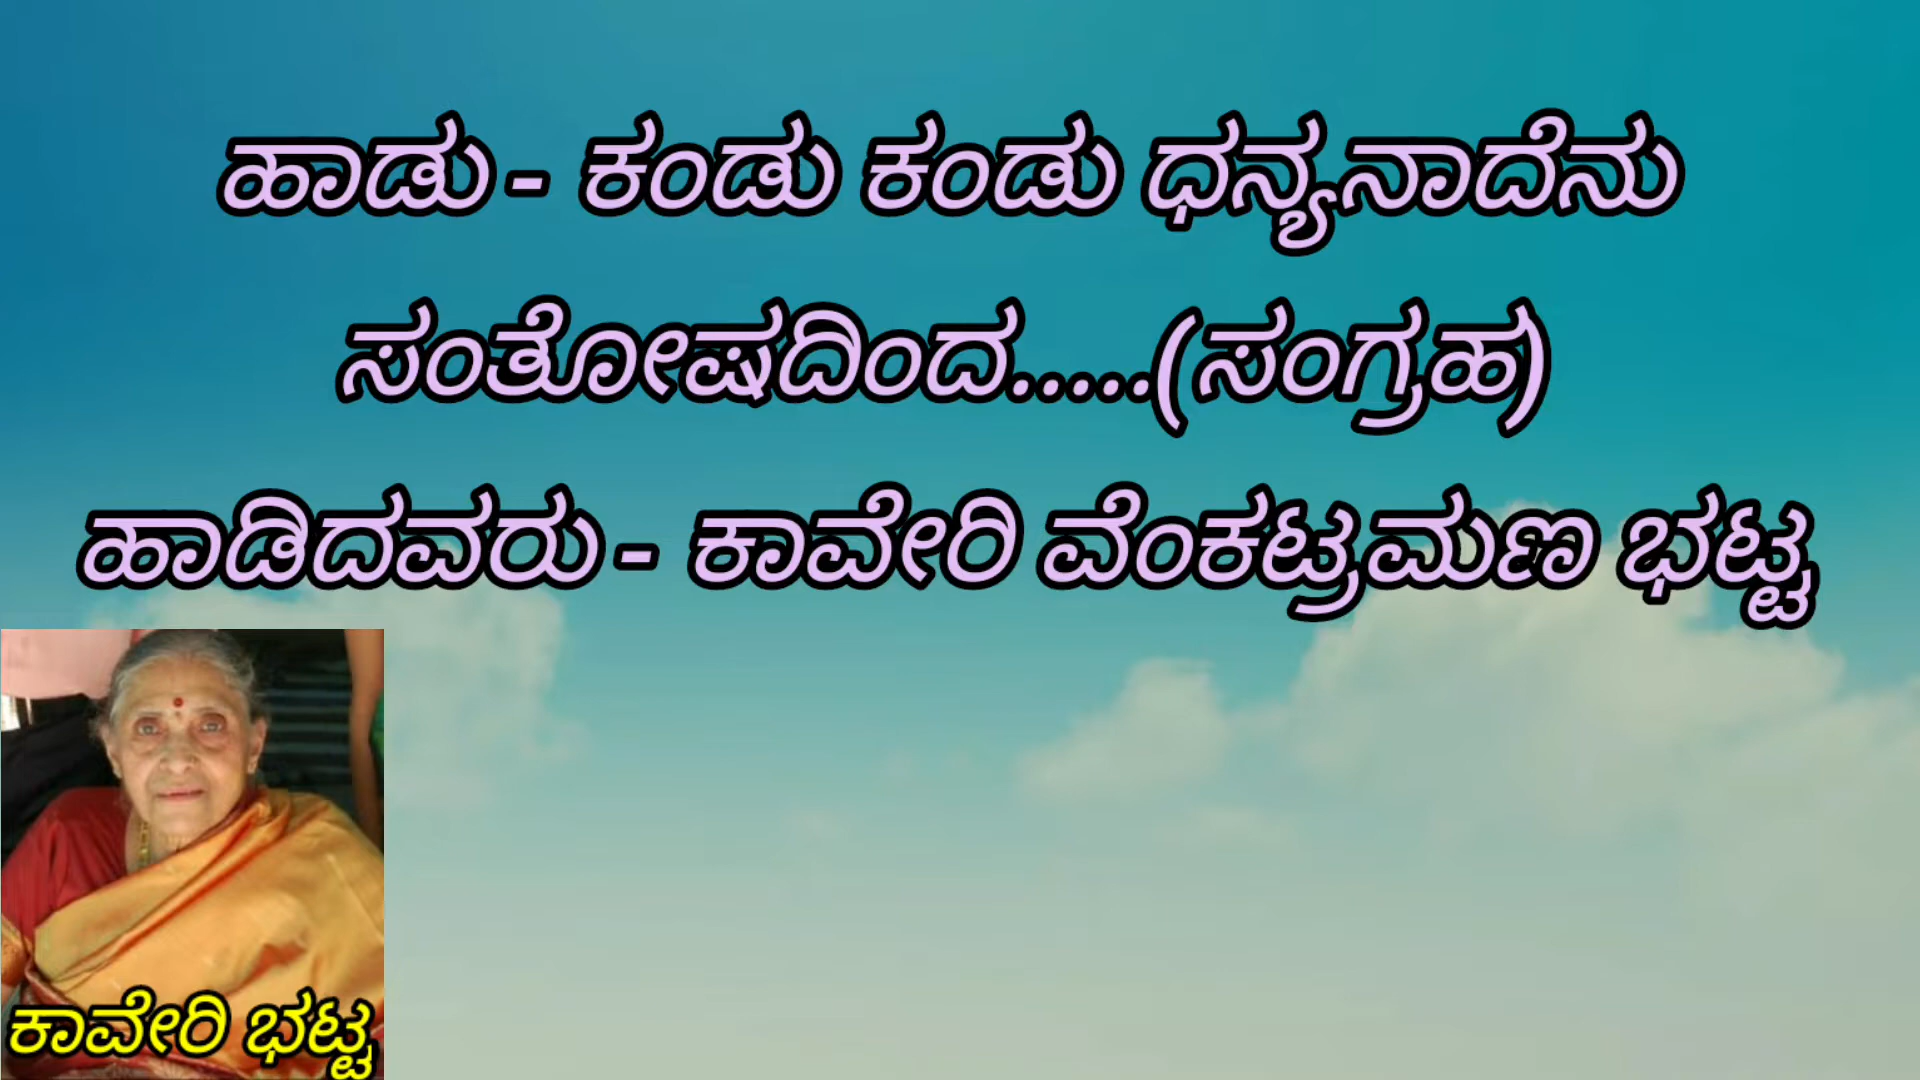 ಹಾಡು - ಕಂಡು ಕಂಡು ಧನ್ಯನಾದೆನು
ಸಂತೋಷದಿಂದ.....(ಸಂಗ್ರಹ)
ಹಾಡಿದವರು - ಕಾವೇರಿ ವೆಂಕಟ್ರಮಣ ಭಟ್ಟ
ಕಾವೇರಿ ಭಟ್ಟ